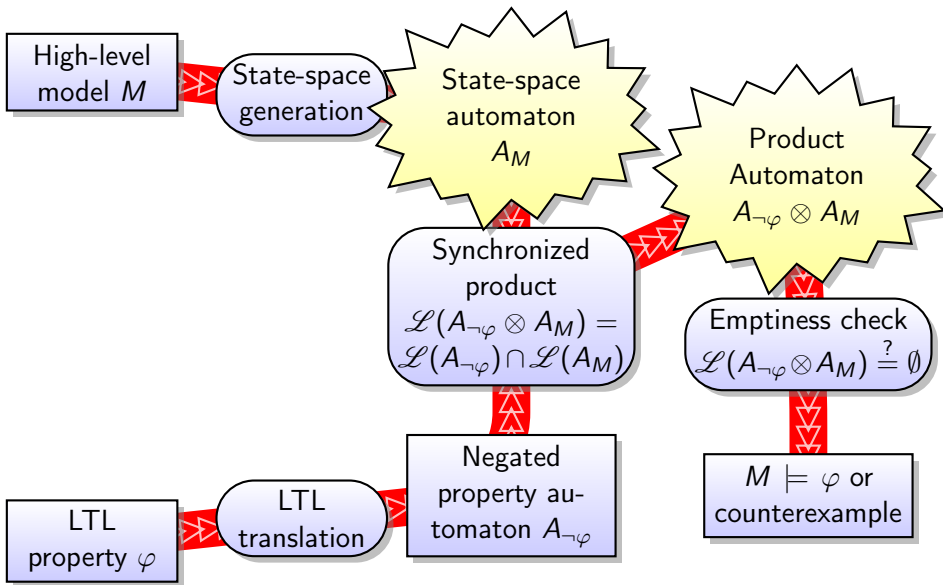 High-level
model M
State-space
generation
State-space
automaton
A_M
Product
Automaton
A_{¬φ} ⊗ A_M
Synchronized
product
ℒ(A_{¬φ} ⊗ A_M) =
ℒ(A_{¬φ}) ∩ ℒ(A_M)
Emptiness check
ℒ(A_{¬φ} ⊗ A_M) ≟ ∅
Negated
property au-
tomaton A_{¬φ}
M ⊨ φ or
counterexample
LTL
property φ
LTL
translation